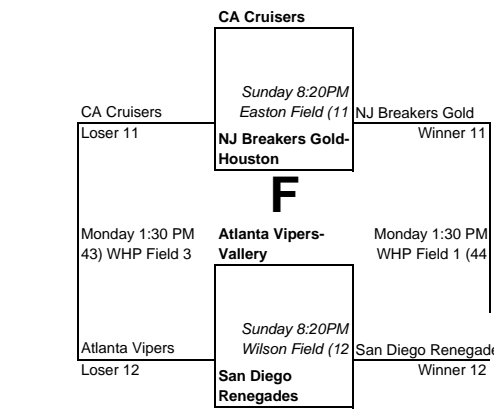 CA Cruisers
Sunday 8:20PM
CA Cruisers
Easton Field (11
NJ Breakers Gold
Loser 11
Winner 11
NJ Breakers Gold-
Houston
F
Monday 1:30 PM
Atlanta Vipers-
Monday 1:30 PM
43) WHP Field 3
Vallery
WHP Field 1 (44
Sunday 8:20PM
Atlanta Vipers
Wilson Field (12
San Diego Renegade
Loser 12
Winner 12
San Diego
Renegades